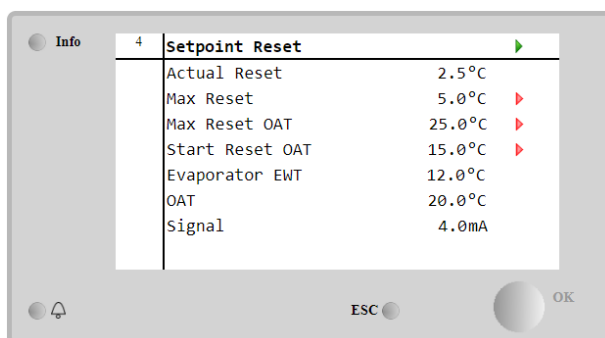 Info
4 Setpoint Reset
Actual Reset 2.5°C
Max Reset 5.0°C
Max Reset OAT 25.0°C
Start Reset OAT 15.0°C
Evaporator EWT 12.0°C
OAT 20.0°C
Signal 4.0mA
ESC
OK